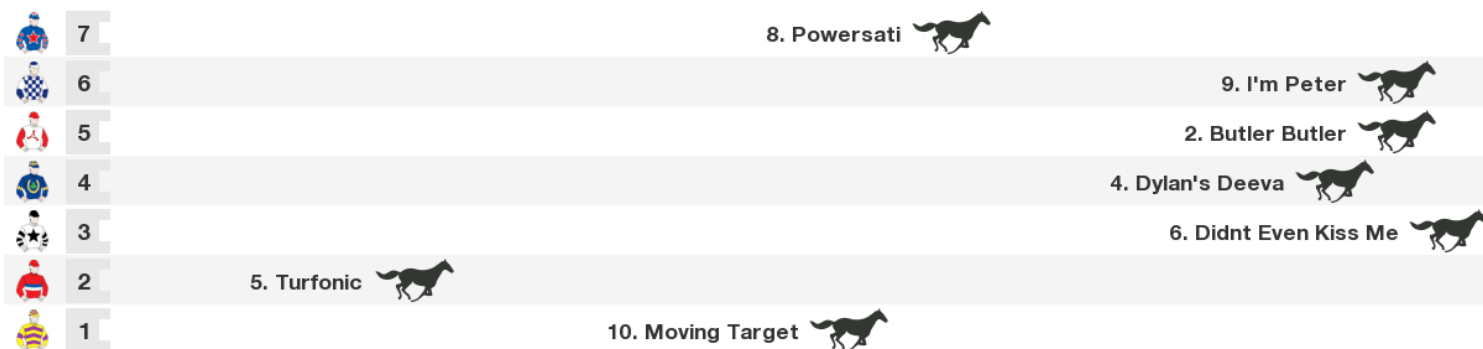 7 8. Powersati
6 9. I'm Peter
5 2. Butler Butler
4 4. Dylan's Deeva
3 6. Didnt Even Kiss Me
2 5. Turfonic
1 10. Moving Target